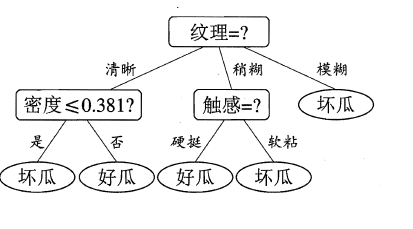 纹理=?
清晰 稍糊 模糊
密度≤0.381? 触感=? 坏瓜
是 否 硬挺 软粘
坏瓜 好瓜 好瓜 坏瓜